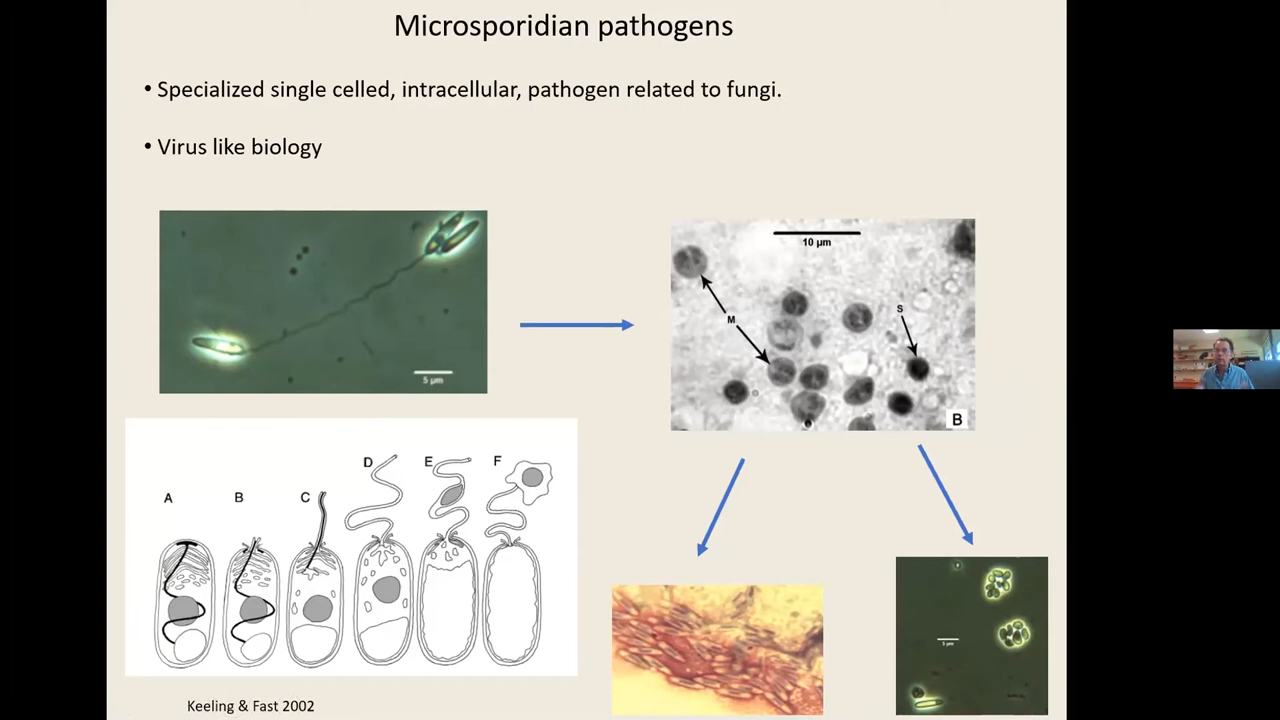 Microsporidian pathogens
• Specialized single celled, intracellular, pathogen related to fungi.
• Virus like biology
5 µm
10 µm
M
S
B
A
B
C
D
E
F
5 µm
Keeling & Fast 2002